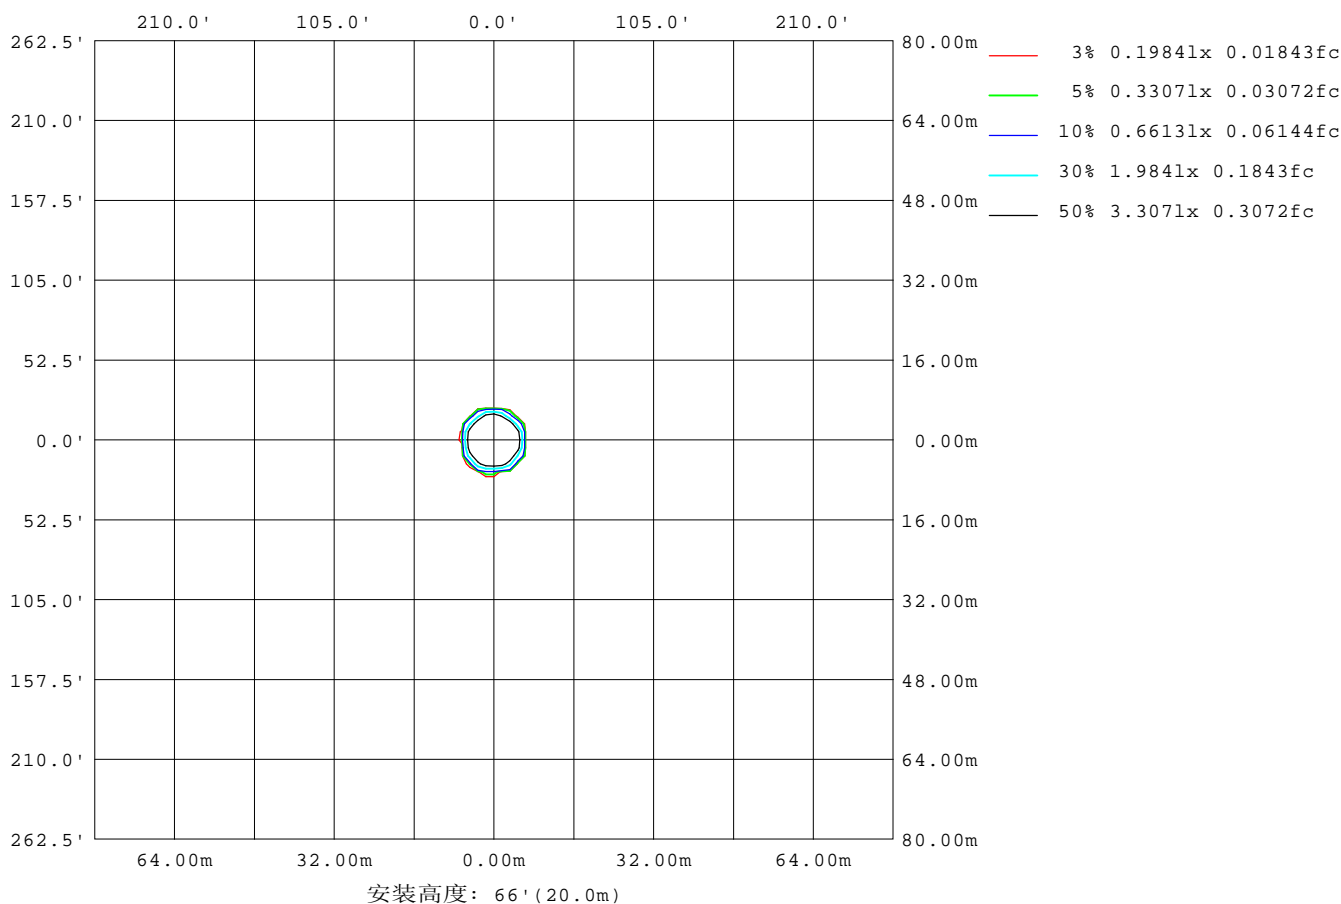 210.0' 105.0' 0.0' 105.0' 210.0'
262.5' 80.00m
3% 0.1984lx 0.01843fc
5% 0.3307lx 0.03072fc
210.0' 64.00m
10% 0.6613lx 0.06144fc
30% 1.984lx 0.1843fc
157.5' 48.00m
50% 3.307lx 0.3072fc
105.0' 32.00m
52.5' 16.00m
0.0' 0.00m
52.5' 16.00m
105.0' 32.00m
157.5' 48.00m
210.0' 64.00m
262.5' 80.00m
64.00m 32.00m 0.00m 32.00m 64.00m
安装高度: 66'(20.0m)